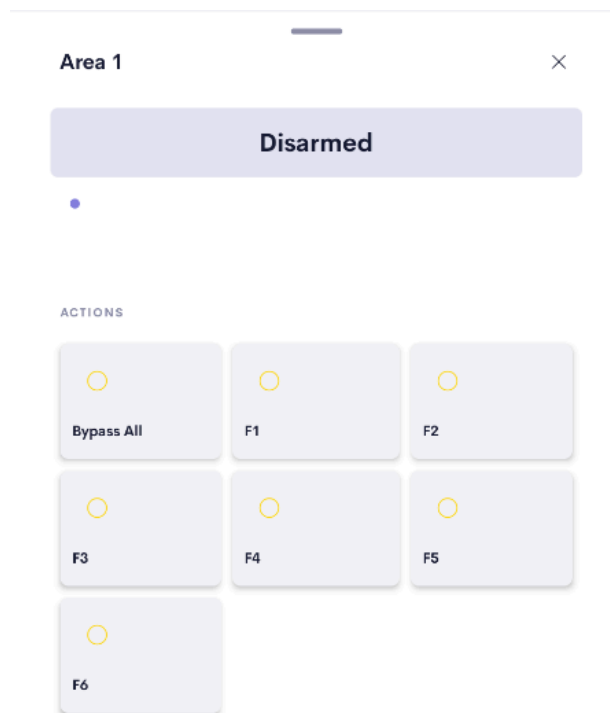 Area 1
Disarmed
ACTIONS
Bypass All
F1
F2
F3
F4
F5
F6